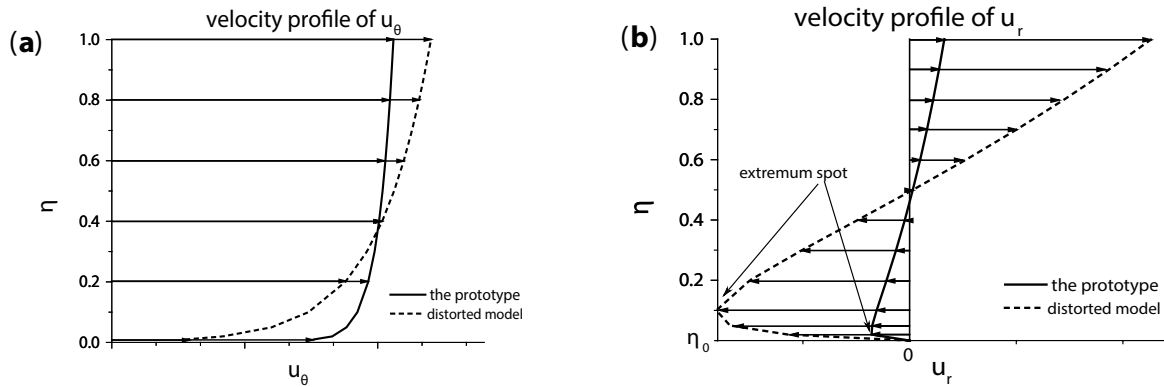 (a)
velocity profile of uθ
1.0
0.8
0.6
0.4
0.2
0.0
η
uθ
the prototype
distorted model
(b)
velocity profile of ur
1.0
0.8
0.6
0.4
0.2
η0
η
extremum spot
0
ur
the prototype
distorted model